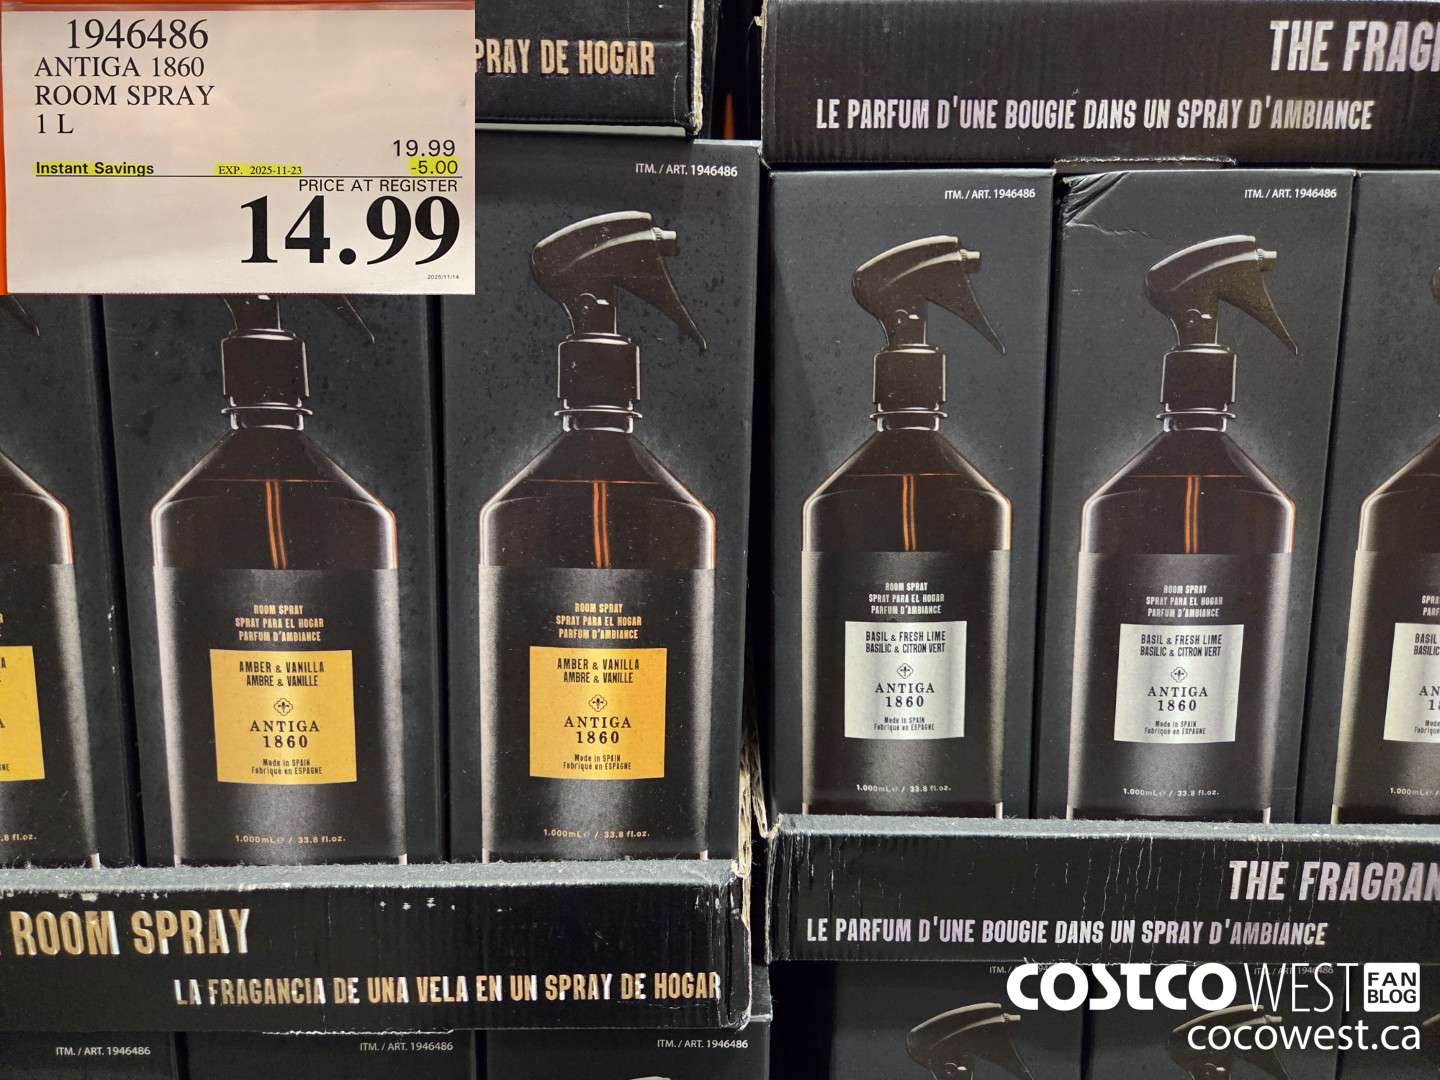 1946486
ANTIGA 1860
ROOM SPRAY
1 L
19.99
Instant Savings EXP. 2025-11-23 -5.00
PRICE AT REGISTER
14.99
2025/11/14
SPRAY DE HOGAR
THE FRAG
LE PARFUM D'UNE BOUGIE DANS UN SPRAY D'AMBIANCE
ITM. / ART. 1946486
ITM. / ART. 1946486
ITM. / ART. 1946486
ROOM SPRAY
SPRAY PARA EL HOGAR
PARFUM D'AMBIANCE
AMBER & VANILLA
AMBRE & VANILLE
ANTIGA
1860
Made in SPAIN
Fabriqué en ESPAGNE
1.000mL℮ / 33.8 fl.oz.
ROOM SPRAY
SPRAY PARA EL HOGAR
PARFUM D'AMBIANCE
AMBER & VANILLA
AMBRE & VANILLE
ANTIGA
1860
Made in SPAIN
Fabriqué en ESPAGNE
1.000mL℮ / 33.8 fl.oz.
ROOM SPRAY
SPRAY PARA EL HOGAR
PARFUM D'AMBIANCE
BASIL & FRESH LIME
BASILIC & CITRON VERT
ANTIGA
1860
Made in SPAIN
Fabriqué en ESPAGNE
1.000mL℮ / 33.8 fl.oz.
ROOM SPRAY
SPRAY PARA EL HOGAR
PARFUM D'AMBIANCE
BASIL & FRESH LIME
BASILIC & CITRON VERT
ANTIGA
1860
Made in SPAIN
Fabriqué en ESPAGNE
1.000mL℮ / 33.8 fl.oz.
ROOM SPRAY
LA FRAGANCIA DE UNA VELA EN UN SPRAY DE HOGAR
THE FRAGRAN
LE PARFUM D'UNE BOUGIE DANS UN SPRAY D'AMBIANCE
ITM. / ART. 1946486
ITM. / ART. 1946486
ITM. / ART. 1946486
COSTCO WEST FAN BLOG
cocowest.ca